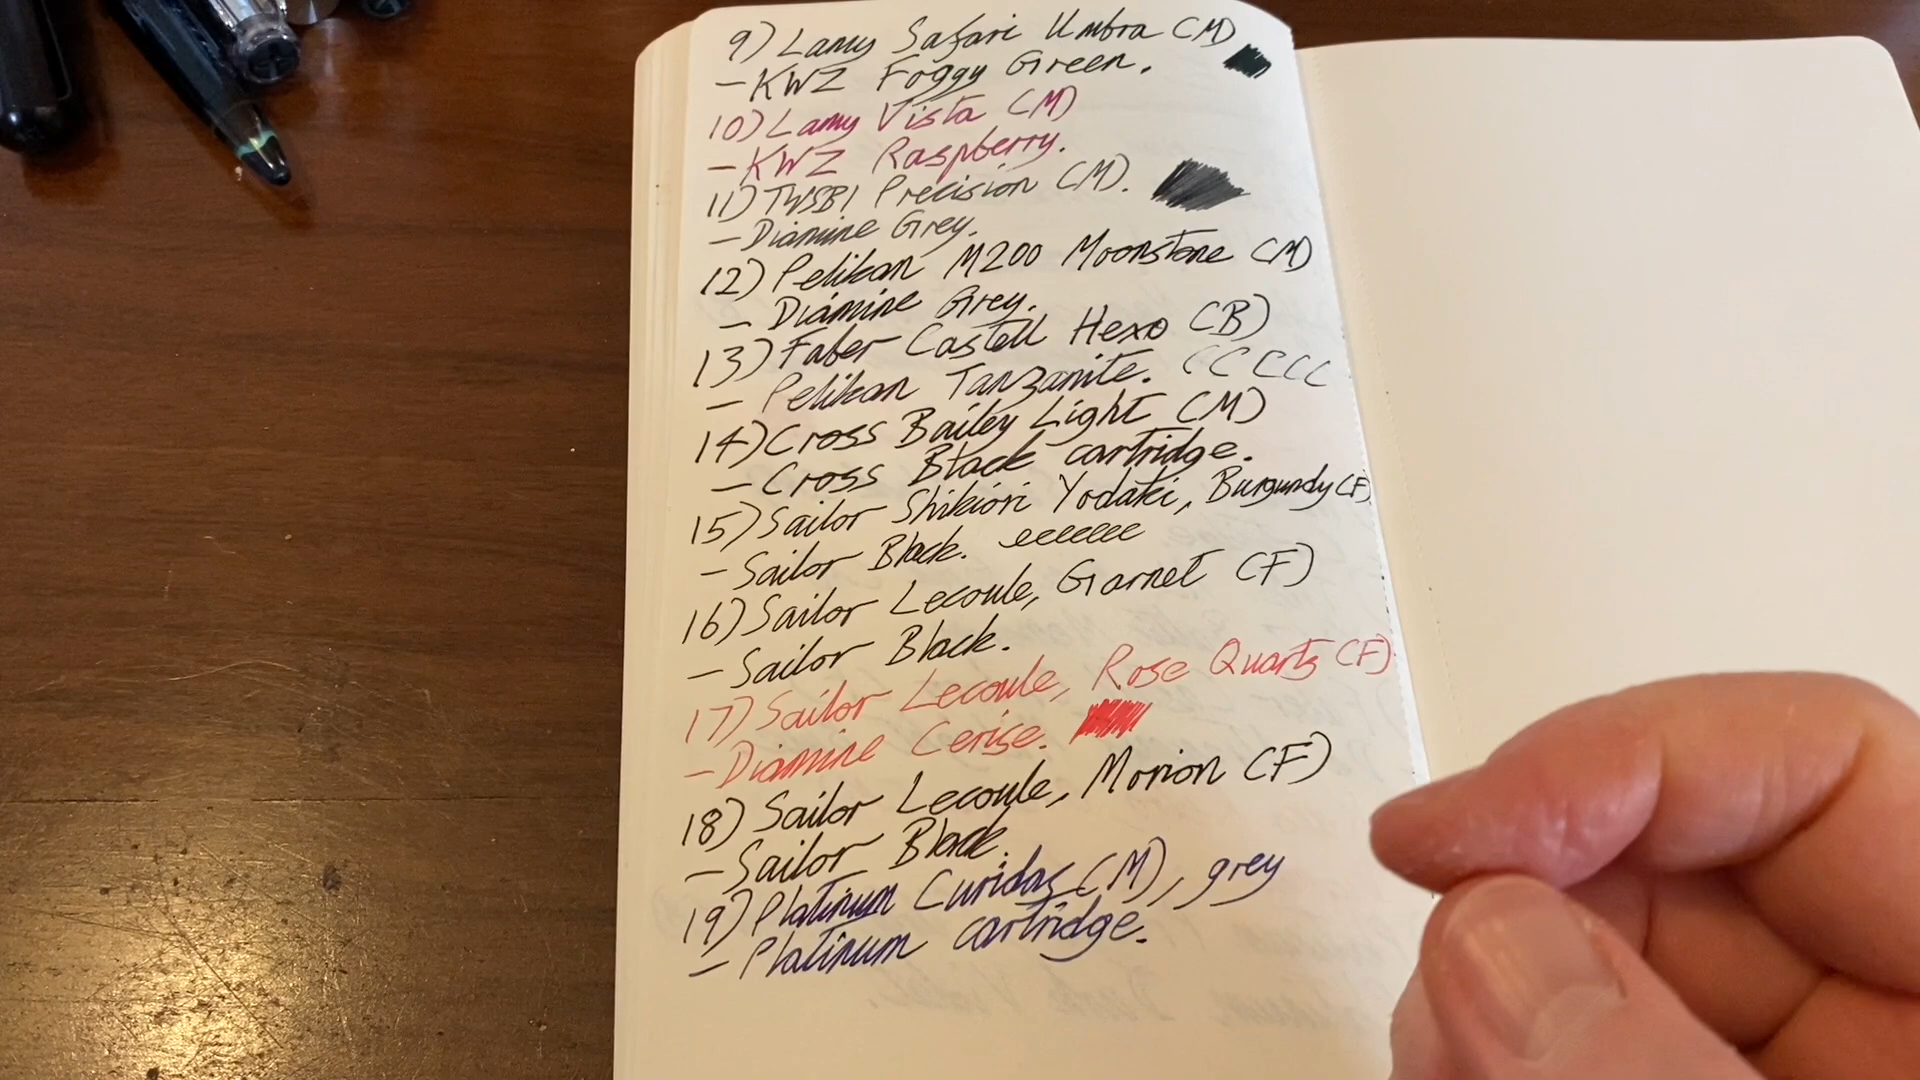 9) Lamy Safari Umbra (M)
- KWZ Foggy Green.
10) Lamy Vista (M)
- KWZ Raspberry.
11) TWSBI Precision (M).
- Diamine Grey.
12) Pelikan M200 Moonstone (M)
- Diamine Grey.
13) Faber Castell Hexo (B)
- Pelikan Tanzanite. CCCCC
14) Cross Bailey Light (M)
- Cross Black cartridge.
15) Sailor Shikiori Yodaki, Burgundy (F)
- Sailor Black. eeeeeee
16) Sailor Lecoule, Garnet (F)
- Sailor Black.
17) Sailor Lecoule, Rose Quartz (F)
- Diamine Cerise.
18) Sailor Lecoule, Morion (F)
- Sailor Black.
19) Platinum Curidas (M), grey
- Platinum cartridge.